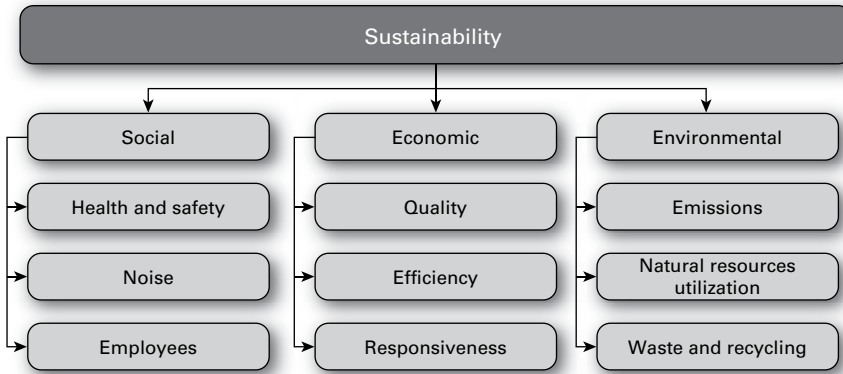 Sustainability
Social
Economic
Environmental
Health and safety
Quality
Emissions
Noise
Efficiency
Natural resources
utilization
Employees
Responsiveness
Waste and recycling